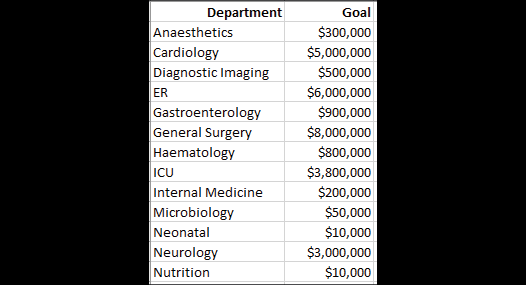 Department Goal
Anaesthetics $300,000
Cardiology $5,000,000
Diagnostic Imaging $500,000
ER $6,000,000
Gastroenterology $900,000
General Surgery $8,000,000
Haematology $800,000
ICU $3,800,000
Internal Medicine $200,000
Microbiology $50,000
Neonatal $10,000
Neurology $3,000,000
Nutrition $10,000